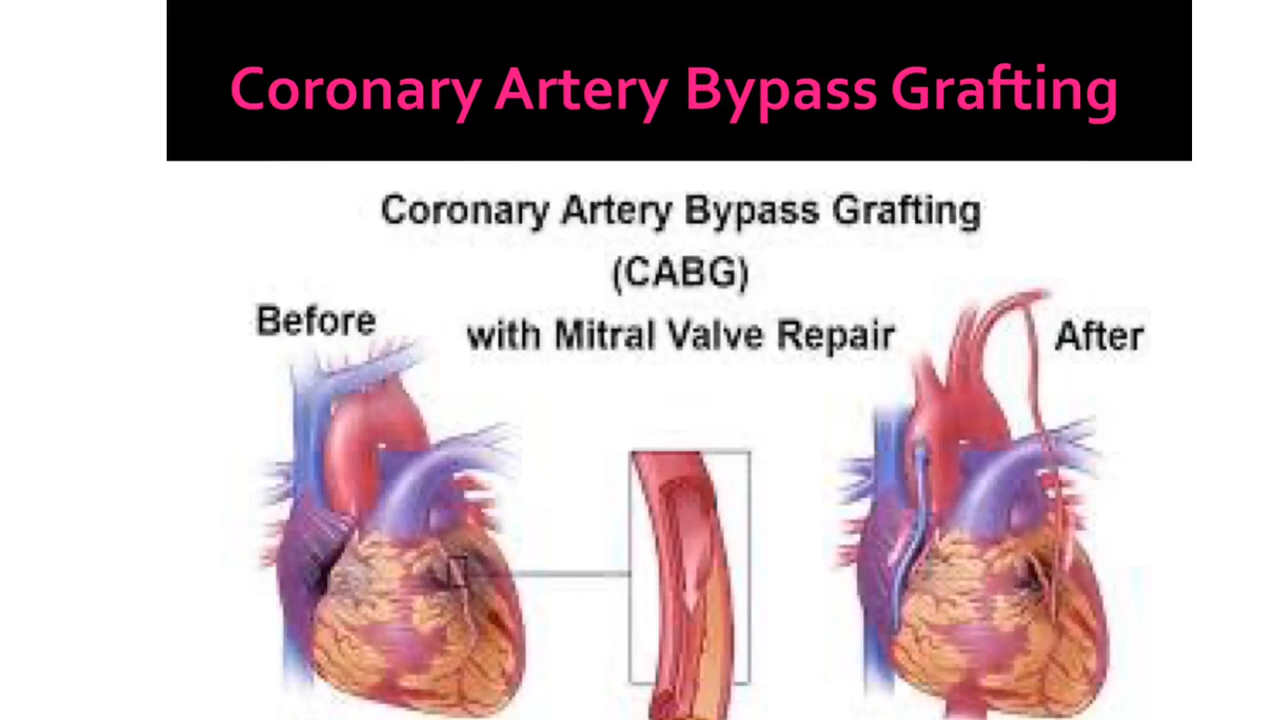 Coronary Artery Bypass Grafting
Coronary Artery Bypass Grafting
(CABG)
with Mitral Valve Repair
Before
After